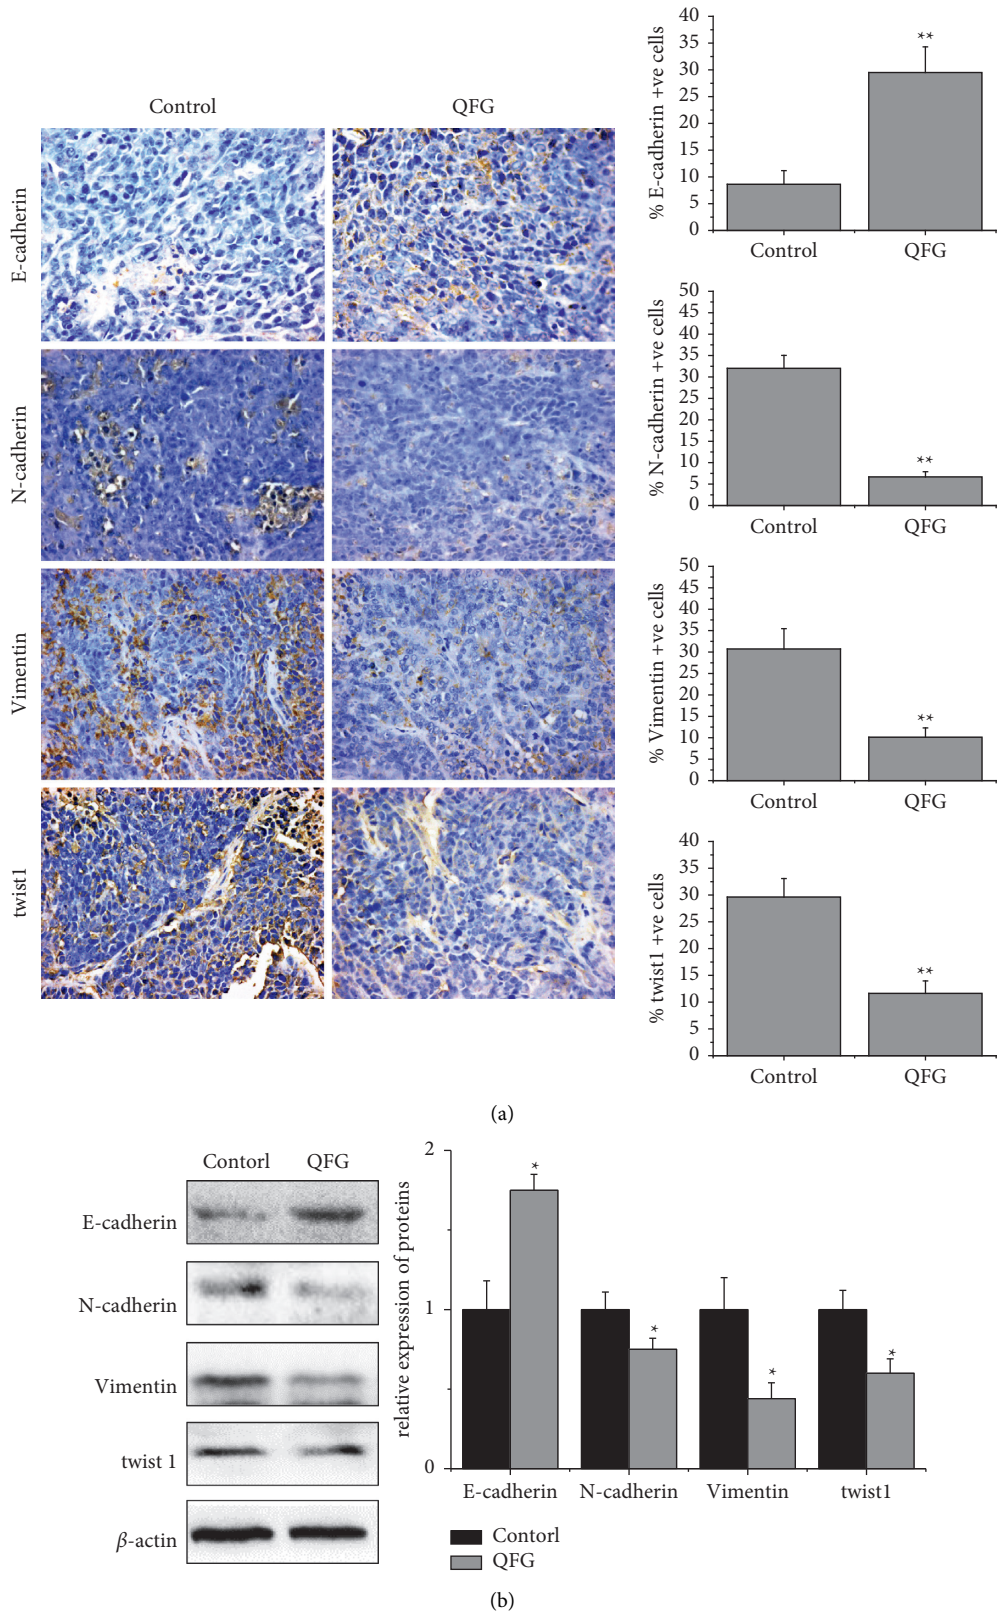 Control QFG
E-cadherin
N-cadherin
Vimentin
twist1
% E-cadherin +ve cells
40
35
30
25
20
15
10
5
0
**
Control QFG
% N-cadherin +ve cells
50
45
40
35
30
25
20
15
10
5
0
**
Control QFG
% Vimentin +ve cells
50
45
40
35
30
25
20
15
10
5
0
**
Control QFG
% twist1 +ve cells
40
35
30
25
20
15
10
5
0
**
Control QFG
(a)
Contorl QFG
E-cadherin
N-cadherin
Vimentin
twist 1
β-actin
relative expression of proteins
2
1
0
*
*
*
*
E-cadherin N-cadherin Vimentin twist1
Contorl
QFG
(b)